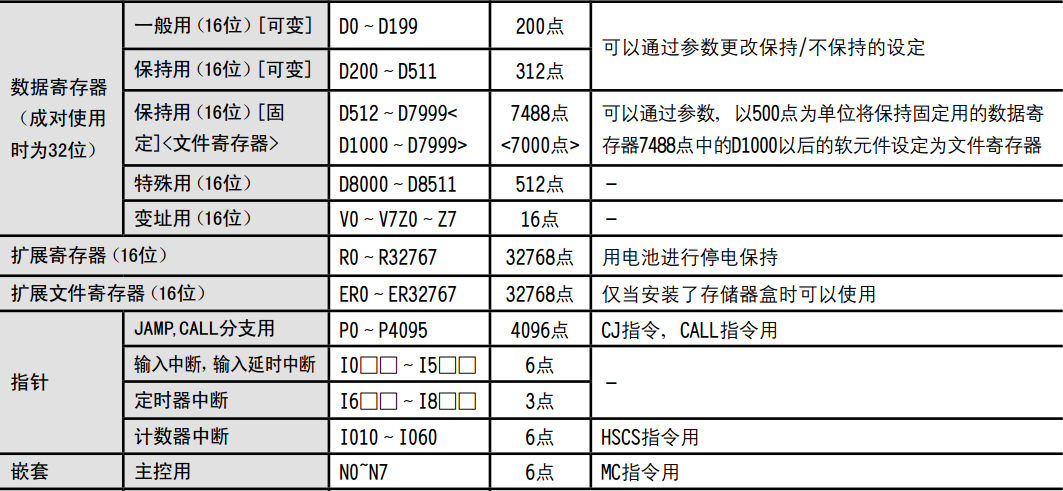 一般用(16位)[可变] D0~D199 200点
可以通过参数更改保持/不保持的设定
保持用(16位)[可变] D200~D511 312点
数据寄存器
(成对使用
时为32位)
保持用(16位)[固 D512~D7999< 7488点 可以通过参数，以500点为单位将保持固定用的数据寄
定]<文件寄存器> D1000~D7999> <7000点> 存器7488点中的D1000以后的软元件设定为文件寄存器
特殊用(16位) D8000~D8511 512点 —
变址用(16位) V0~V7Z0~Z7 16点 —
扩展寄存器(16位) R0~R32767 32768点 用电池进行停电保持
扩展文件寄存器(16位) ER0~ER32767 32768点 仅当安装了存储器盒时可以使用
指针
JAMP,CALL分支用 P0~P4095 4096点 CJ指令，CALL指令用
输入中断,输入延时中断 I0□□~I5□□ 6点
—
定时器中断 I6□□~I8□□ 3点
计数器中断 I010~I060 6点 HSCS指令用
嵌套 主控用 N0~N7 6点 MC指令用